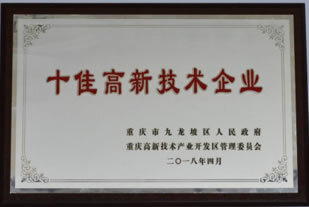 十佳高新技术企业
重庆市九龙坡区人民政府
重庆高新技术产业开发区管理委员会
二〇一八年四月